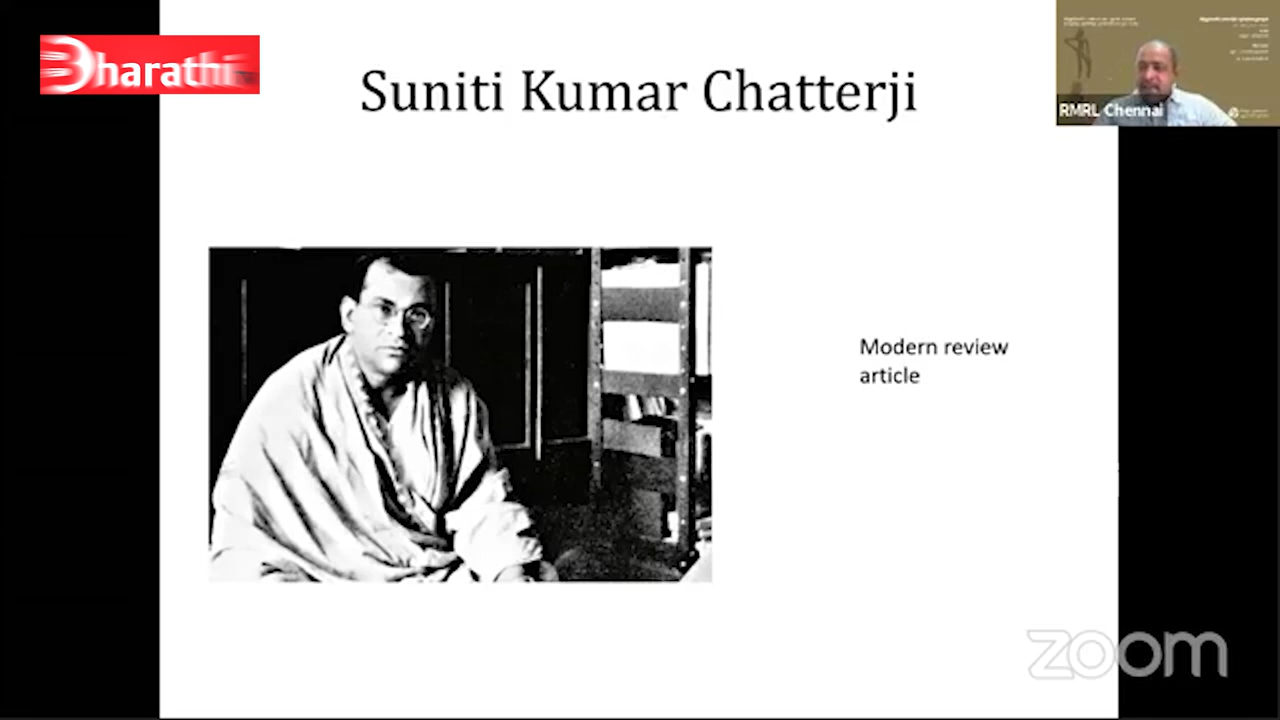 Bharathi
Suniti Kumar Chatterji
RMRL Chennai
Modern review
article
zoom